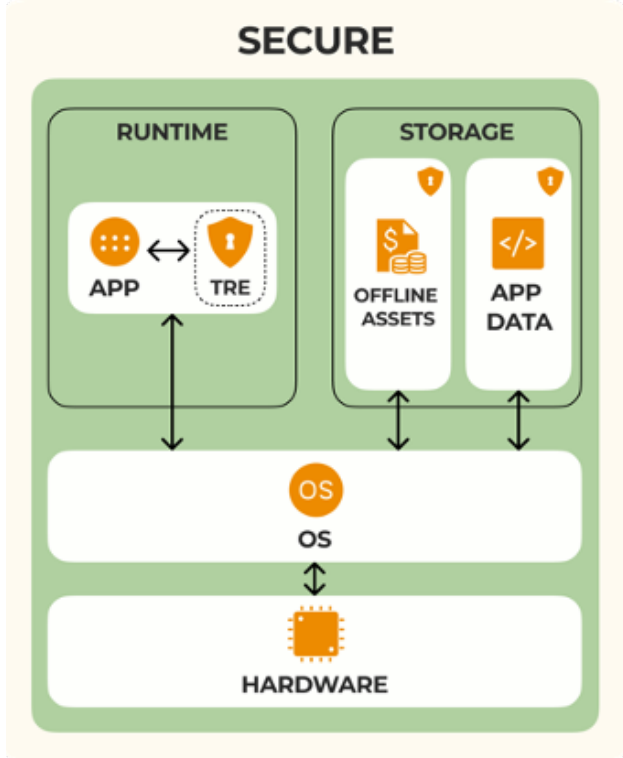 SECURE
RUNTIME
APP
TRE
STORAGE
$
OFFLINE
ASSETS
</>
APP
DATA
OS
OS
HARDWARE